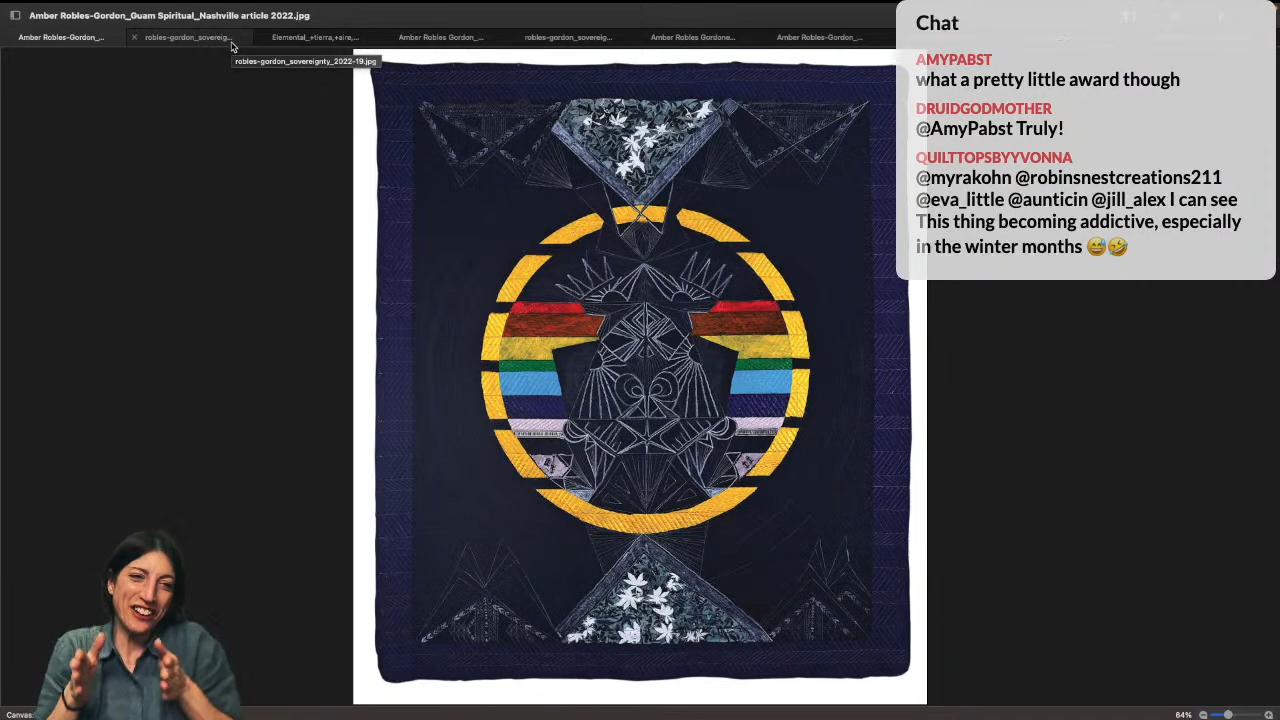 Amber Robles-Gordon_Guam Spiritual_Nashville article 2022.jpg
Amber Robles-Gordon_...
robles-gordon_sovereig...
Elemental_+tierra,+aire,...
Amber Robles Gordon_...
robles-gordon_sovereig...
Amber Robles Gordone...
Amber Robles-Gordon_...
robles-gordon_sovereignty_2022-19.jpg
Chat
AMYPABST
what a pretty little award though
DRUIDGODMOTHER
@AmyPabst Truly!
QUILTTOPSBYYVONNA
@myrakohn @robinsnestcreations211
@eva_little @aunticin @jill_alex I can see
This thing becoming addictive, especially
in the winter months 😅🤣
Canvas:
64%